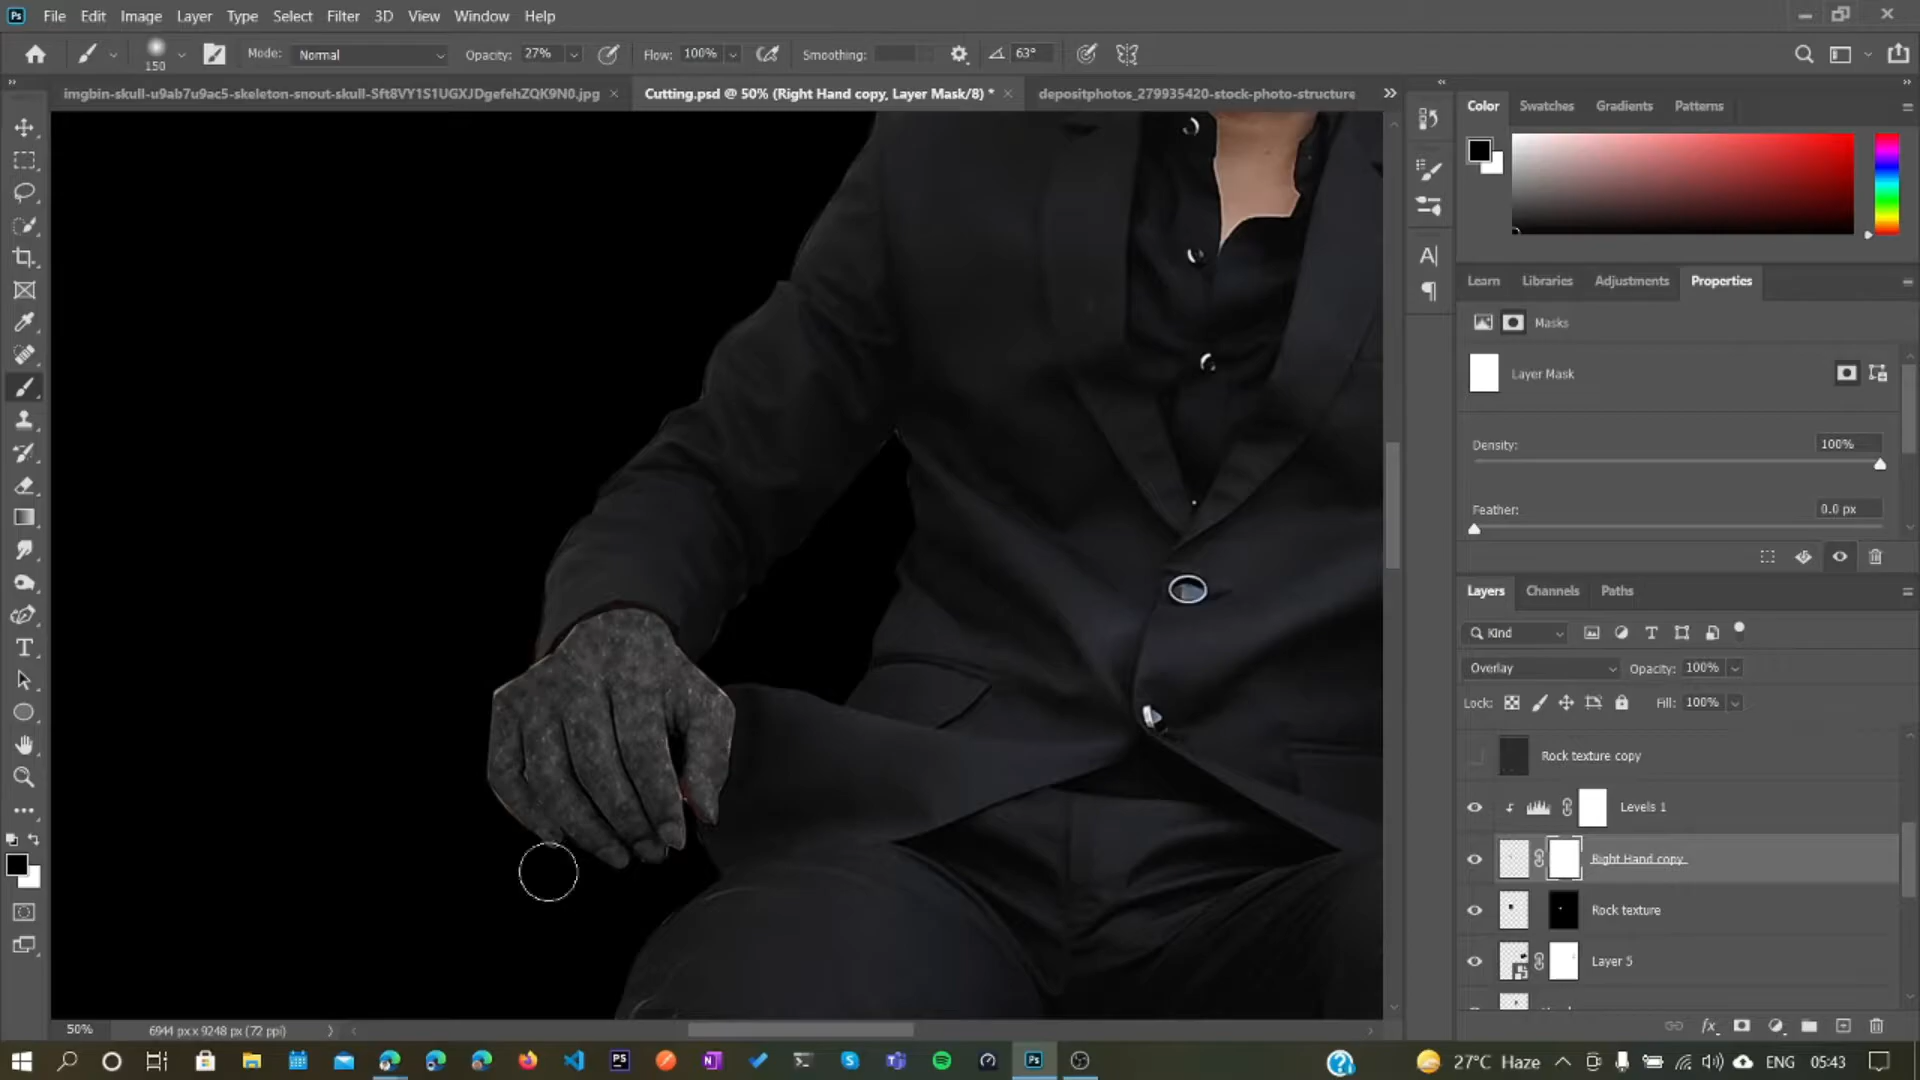 Ps File Edit Image Layer Type Select Filter 3D View Window Help
150 Mode: Normal Opacity: 27% Flow: 100% Smoothing: 63°
imgbin-skull-u9ab7u9ac5-skeleton-snout-skull-Sft8VY1S1UGXJDgefehZQK9N0.jpg Cutting.psd @ 50% (Right Hand copy, Layer Mask/8) * depositphotos_279935420-stock-photo-structure
Color Swatches Gradients Patterns
Learn Libraries Adjustments Properties
Masks
Layer Mask
Density: 100%
Feather: 0.0 px
Layers Channels Paths
Kind
Overlay Opacity: 100%
Lock: Fill: 100%
Rock texture copy
Levels 1
Right Hand copy
Rock texture
Layer 5
50% 6944 px x 9248 px (72 ppi)
27°C Haze ENG 05:43